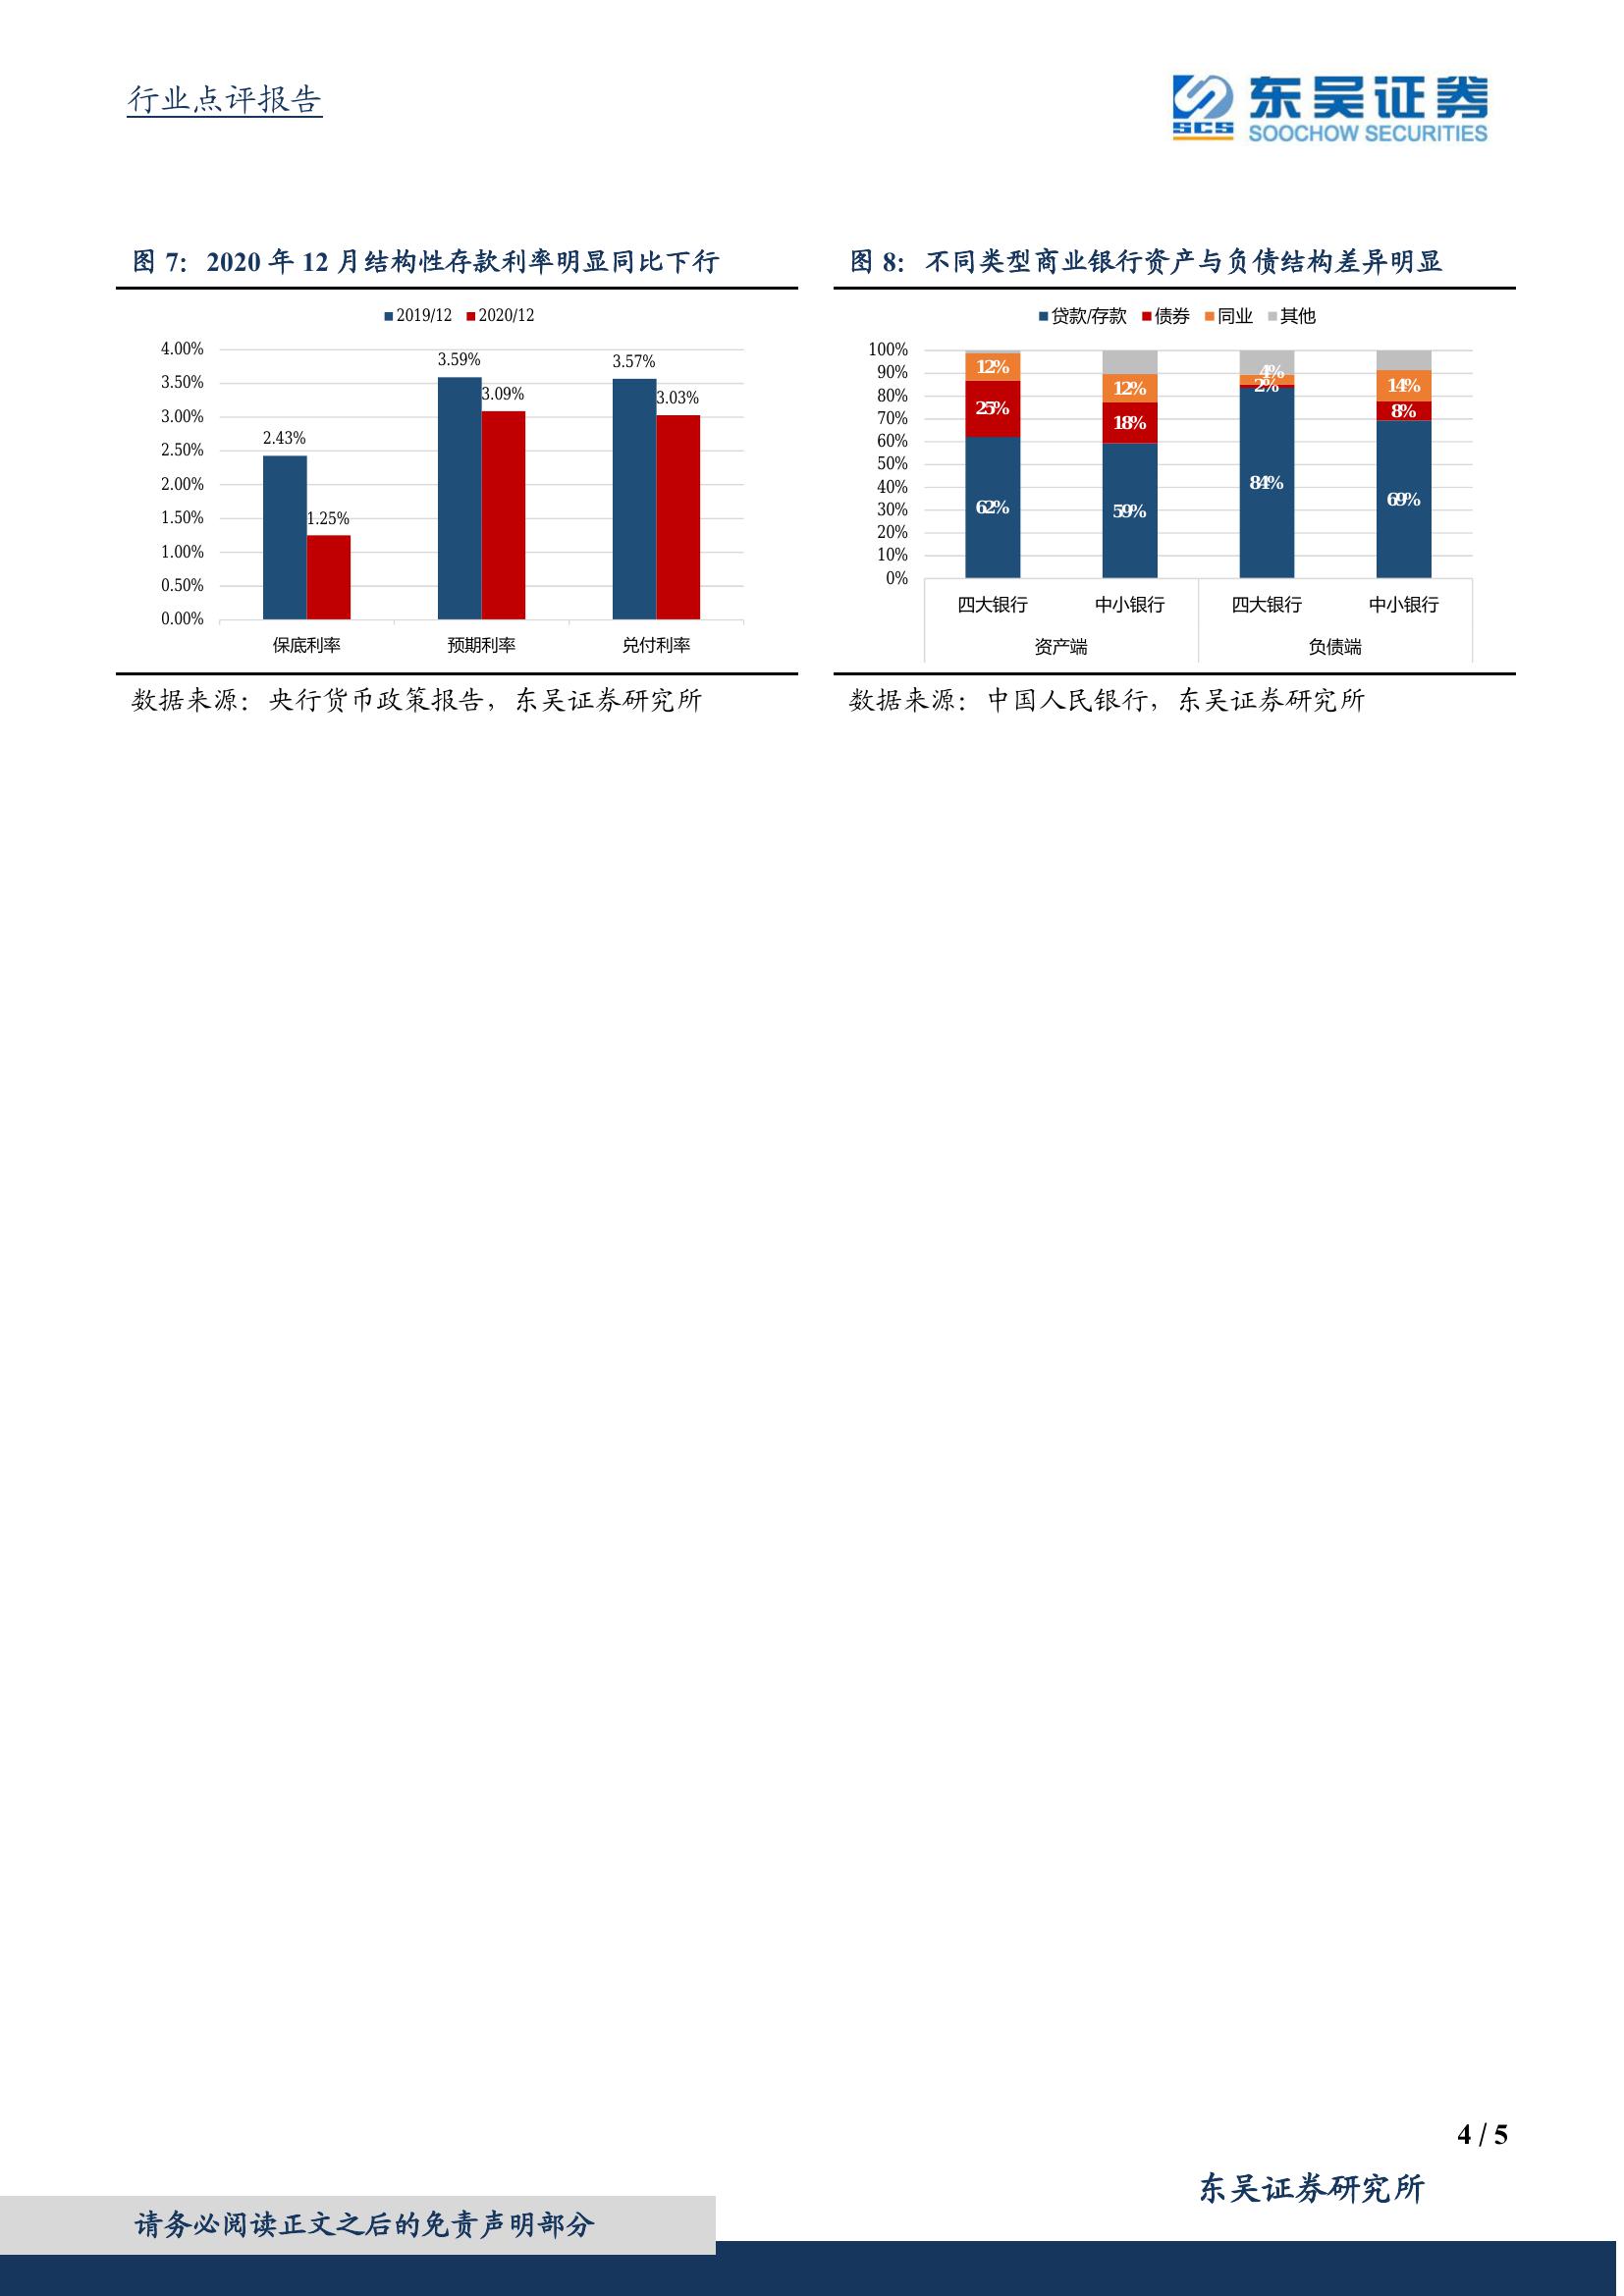 行业点评报告
SCS
东吴证券
SOOCHOW SECURITIES
图 7：2020 年 12 月结构性存款利率明显同比下行
2019/12 2020/12
4.00%
3.50%
3.00%
2.50%
2.00%
1.50%
1.00%
0.50%
0.00%
2.43%
1.25%
3.59%
3.09%
3.57%
3.03%
保底利率 预期利率 兑付利率
数据来源：央行货币政策报告，东吴证券研究所
图 8：不同类型商业银行资产与负债结构差异明显
贷款/存款 债券 同业 其他
100%
90%
80%
70%
60%
50%
40%
30%
20%
10%
0%
12%
25%
62%
12%
18%
59%
4%
2%
84%
14%
8%
69%
四大银行 中小银行 四大银行 中小银行
资产端 负债端
数据来源：中国人民银行，东吴证券研究所
4 / 5
东吴证券研究所
请务必阅读正文之后的免责声明部分